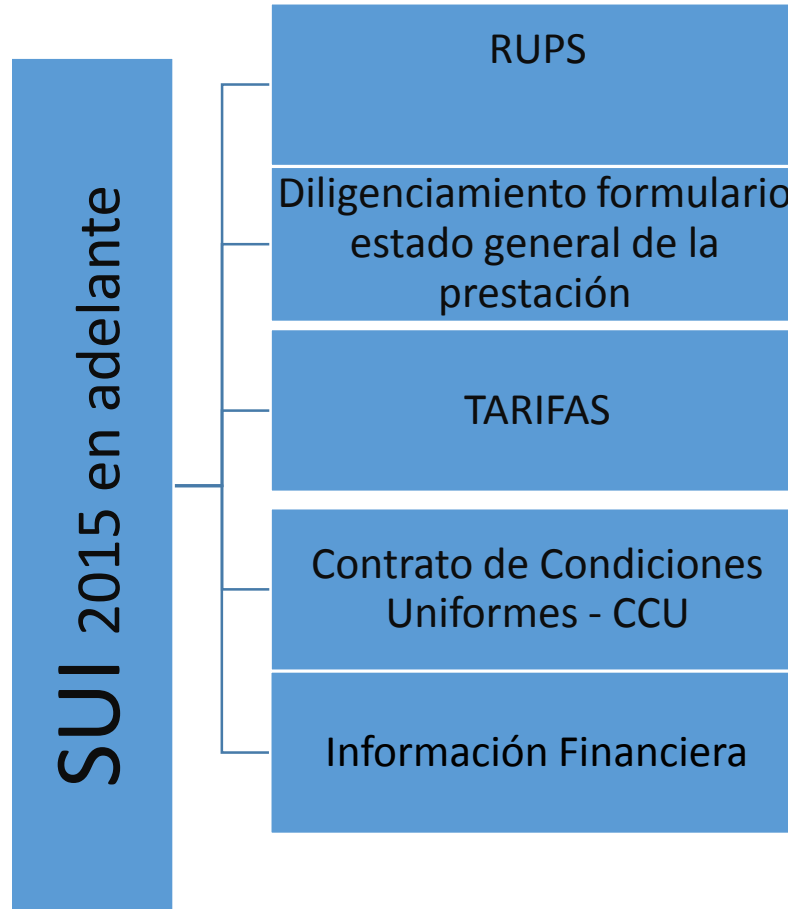 SUI 2015 en adelante
RUPS
Diligenciamiento formulario
estado general de la
prestación
TARIFAS
Contrato de Condiciones
Uniformes - CCU
Información Financiera